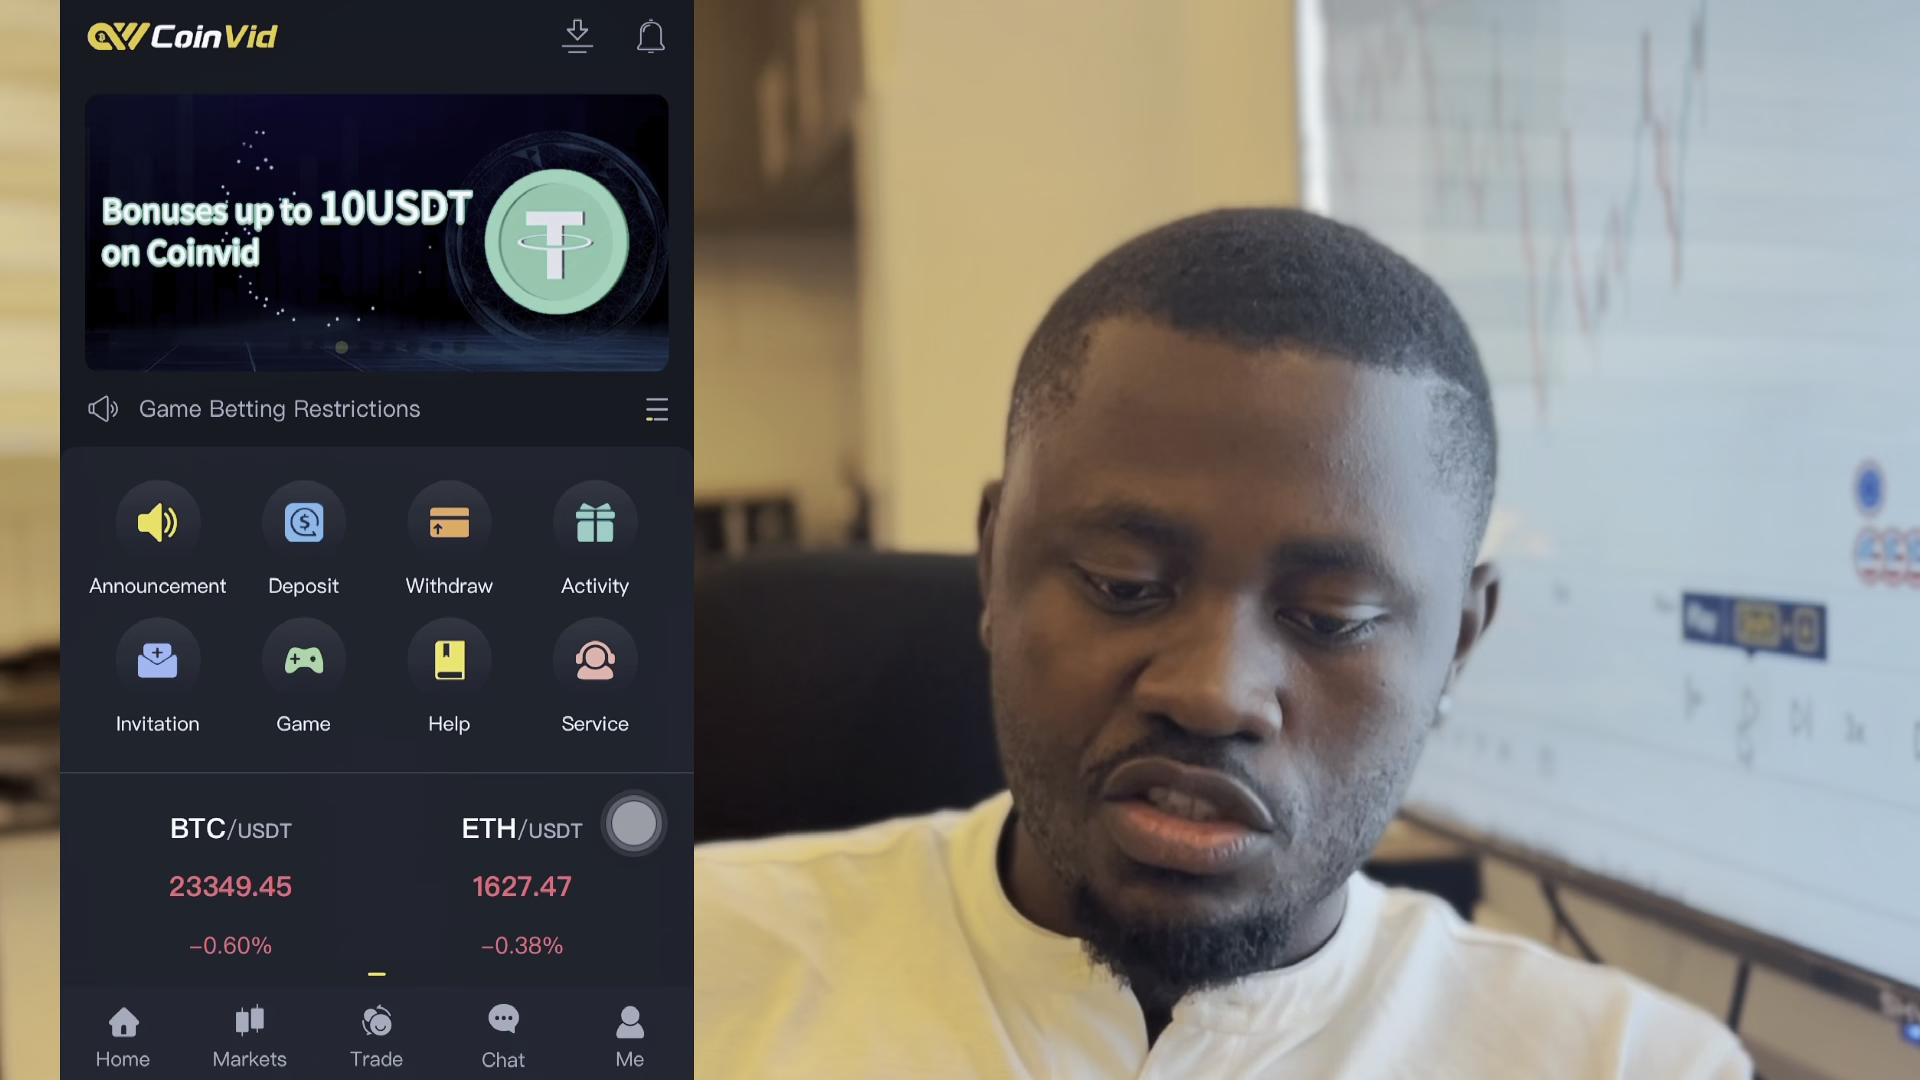 CoinVid
Bonuses up to 10USDT
on Coinvid
Game Betting Restrictions
Announcement Deposit Withdraw Activity
Invitation Game Help Service
BTC/USDT ETH/USDT
23349.45 1627.47
-0.60% -0.38%
Home Markets Trade Chat Me